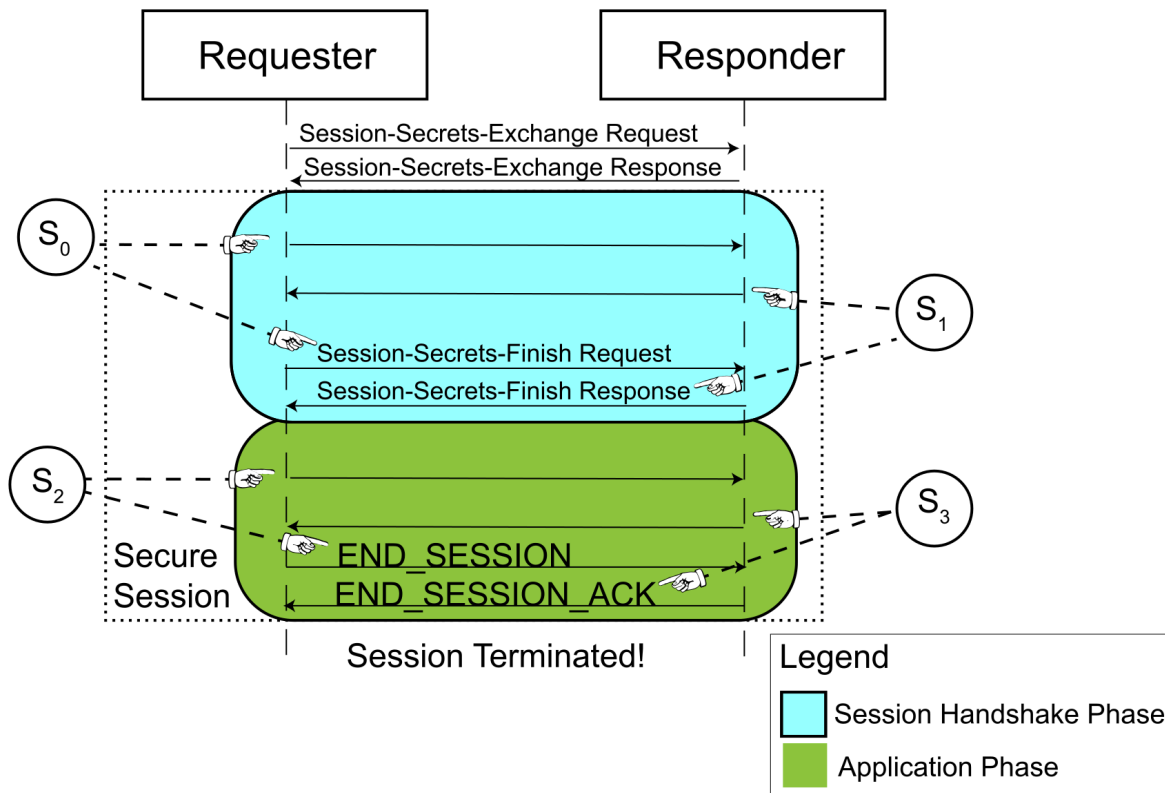 Requester
Responder
Session-Secrets-Exchange Request
Session-Secrets-Exchange Response
S0
S1
Session-Secrets-Finish Request
Session-Secrets-Finish Response
S2
S3
Secure
Session
END_SESSION
END_SESSION_ACK
Session Terminated!
Legend
Session Handshake Phase
Application Phase